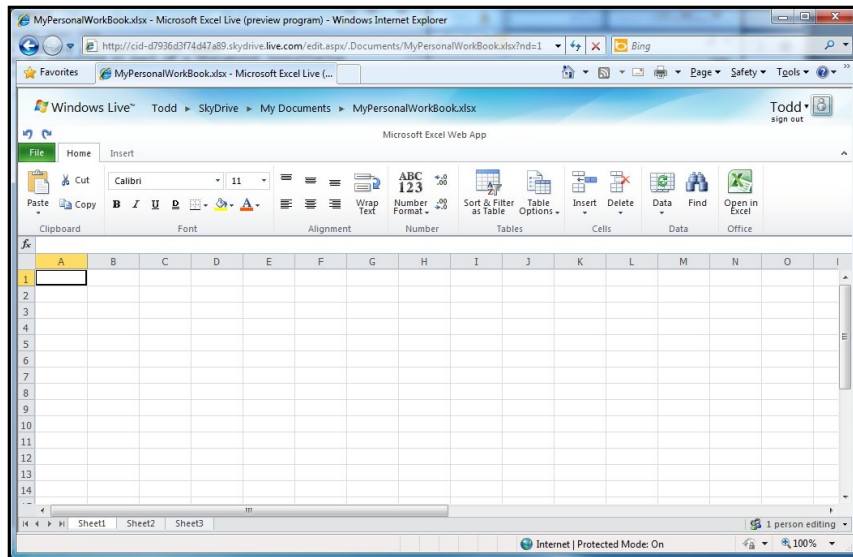 MyPersonalWorkBook.xlsx - Microsoft Excel Live (preview program) - Windows Internet Explorer
http://cid-d7936d3f74d47a89.skydrive.live.com/edit.aspx/.Documents/MyPersonalWorkBook.xlsx?nd=1 Bing
Favorites MyPersonalWorkBook.xlsx - Microsoft Excel Live (... Page Safety Tools
Windows Live™ Todd SkyDrive My Documents MyPersonalWorkBook.xlsx Todd
sign out
Microsoft Excel Web App
File Home Insert
Cut Calibri 11 ABC
123
Paste Copy B I U D A Wrap Text Number Format Sort & Filter as Table Table Options Insert Delete Data Find Open in Excel
Clipboard Font Alignment Number Tables Cells Data Office
fx
A B C D E F G H I J K L M N O
1
2
3
4
5
6
7
8
9
10
11
12
13
14
Sheet1 Sheet2 Sheet3 1 person editing
Internet | Protected Mode: On 100%